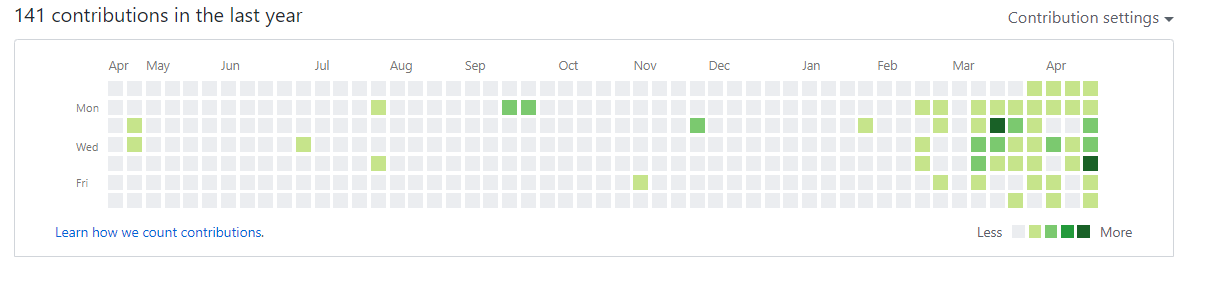 141 contributions in the last year
Contribution settings
Apr May Jun Jul Aug Sep Oct Nov Dec Jan Feb Mar Apr
Mon
Wed
Fri
Learn how we count contributions.
Less More